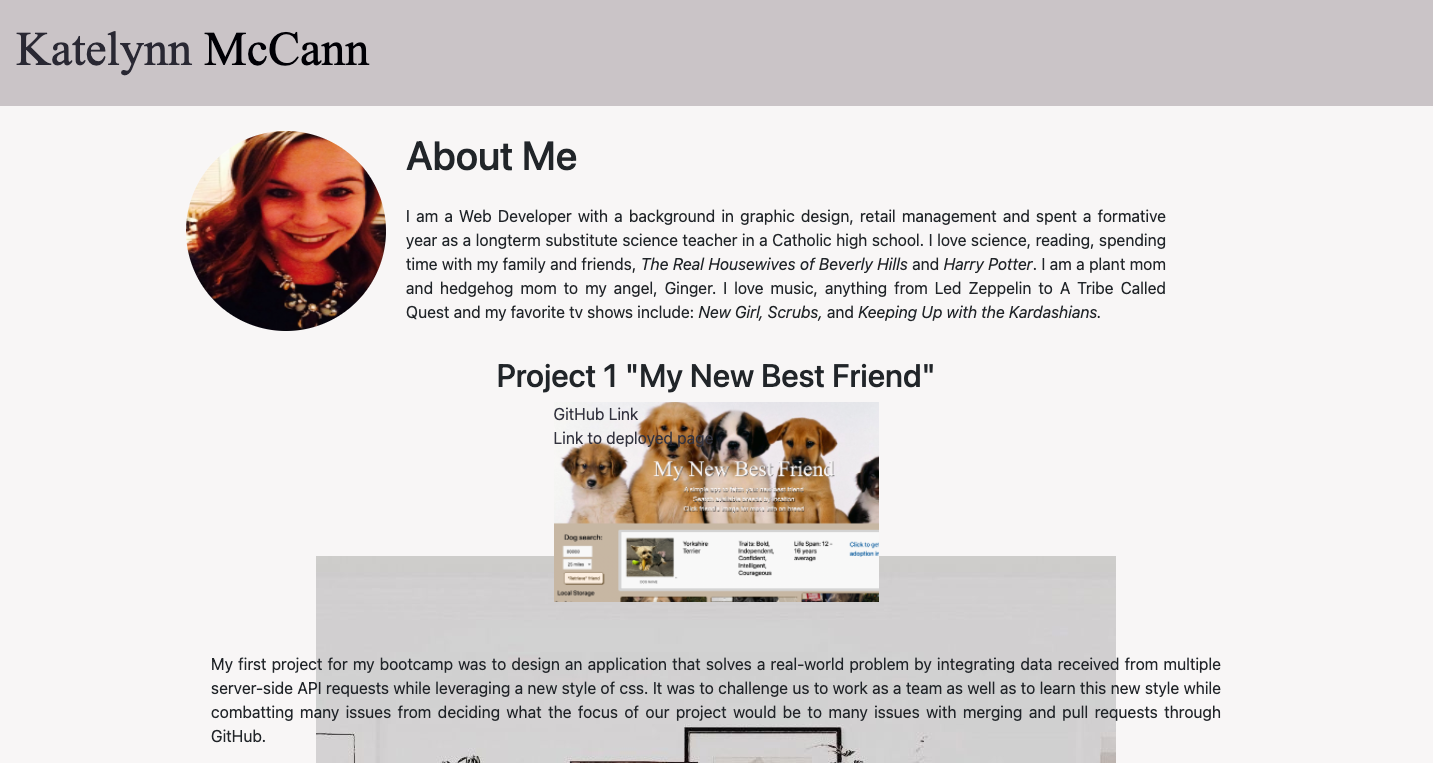 Katelynn McCann
About Me
I am a Web Developer with a background in graphic design, retail management and spent a formative
year as a longterm substitute science teacher in a Catholic high school. I love science, reading, spending
time with my family and friends, The Real Housewives of Beverly Hills and Harry Potter. I am a plant mom
and hedgehog mom to my angel, Ginger. I love music, anything from Led Zeppelin to A Tribe Called
Quest and my favorite tv shows include: New Girl, Scrubs, and Keeping Up with the Kardashians.
Project 1 "My New Best Friend"
GitHub Link
Link to deployed page
My New Best Friend
Dog search:
25 miles
"Retrieve" friend
Local Storage
Yorkshire
Terrier
Traits: Bold,
Independent,
Confident,
Intelligent,
Courageous
Life Span: 12 -
16 years
average
Click to get
adoption in
My first project for my bootcamp was to design an application that solves a real-world problem by integrating data received from multiple
server-side API requests while leveraging a new style of css. It was to challenge us to work as a team as well as to learn this new style while
combatting many issues from deciding what the focus of our project would be to many issues with merging and pull requests through
GitHub.